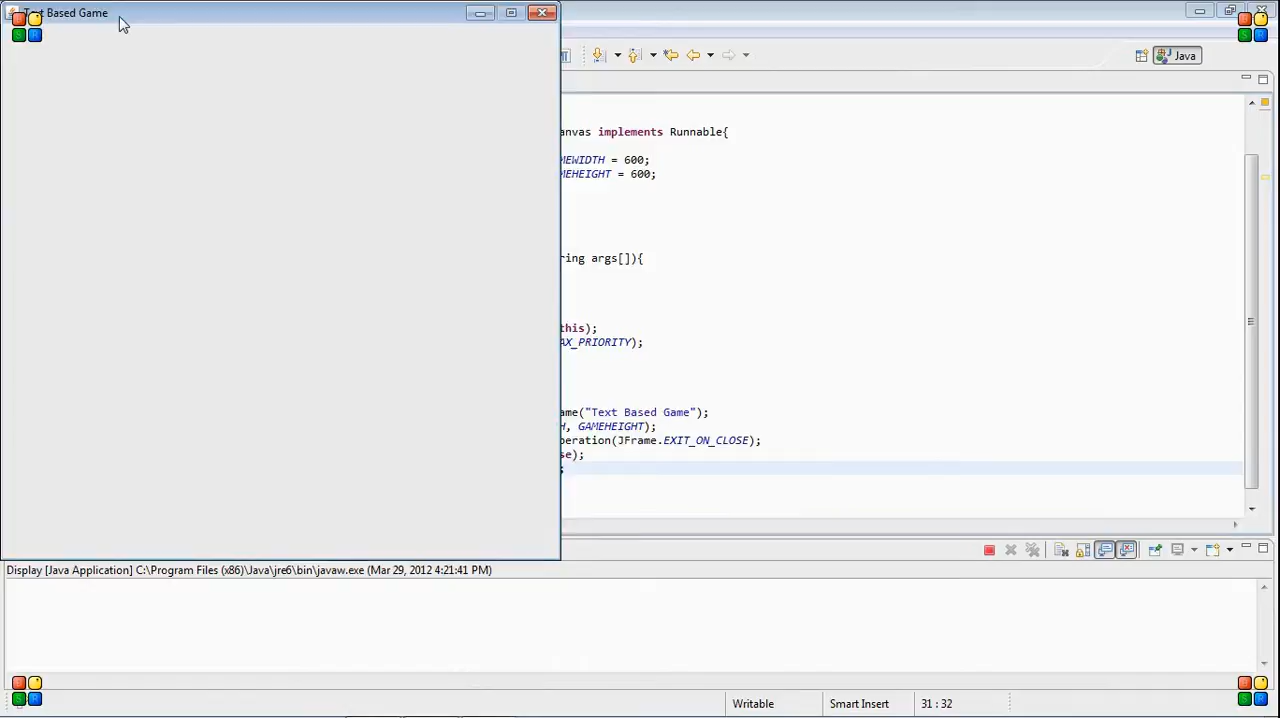 Text Based Game
Java
anvas implements Runnable{
MEWIDTH = 600;
MEHEIGHT = 600;
ring args[]){
this);
AX_PRIORITY);
ame("Text Based Game");
H, GAMEHEIGHT);
peration(JFrame.EXIT_ON_CLOSE);
se);
;
Display [Java Application] C:\Program Files (x86)\Java\jre6\bin\javaw.exe (Mar 29, 2012 4:21:41 PM)
Writable
Smart Insert
31 : 32